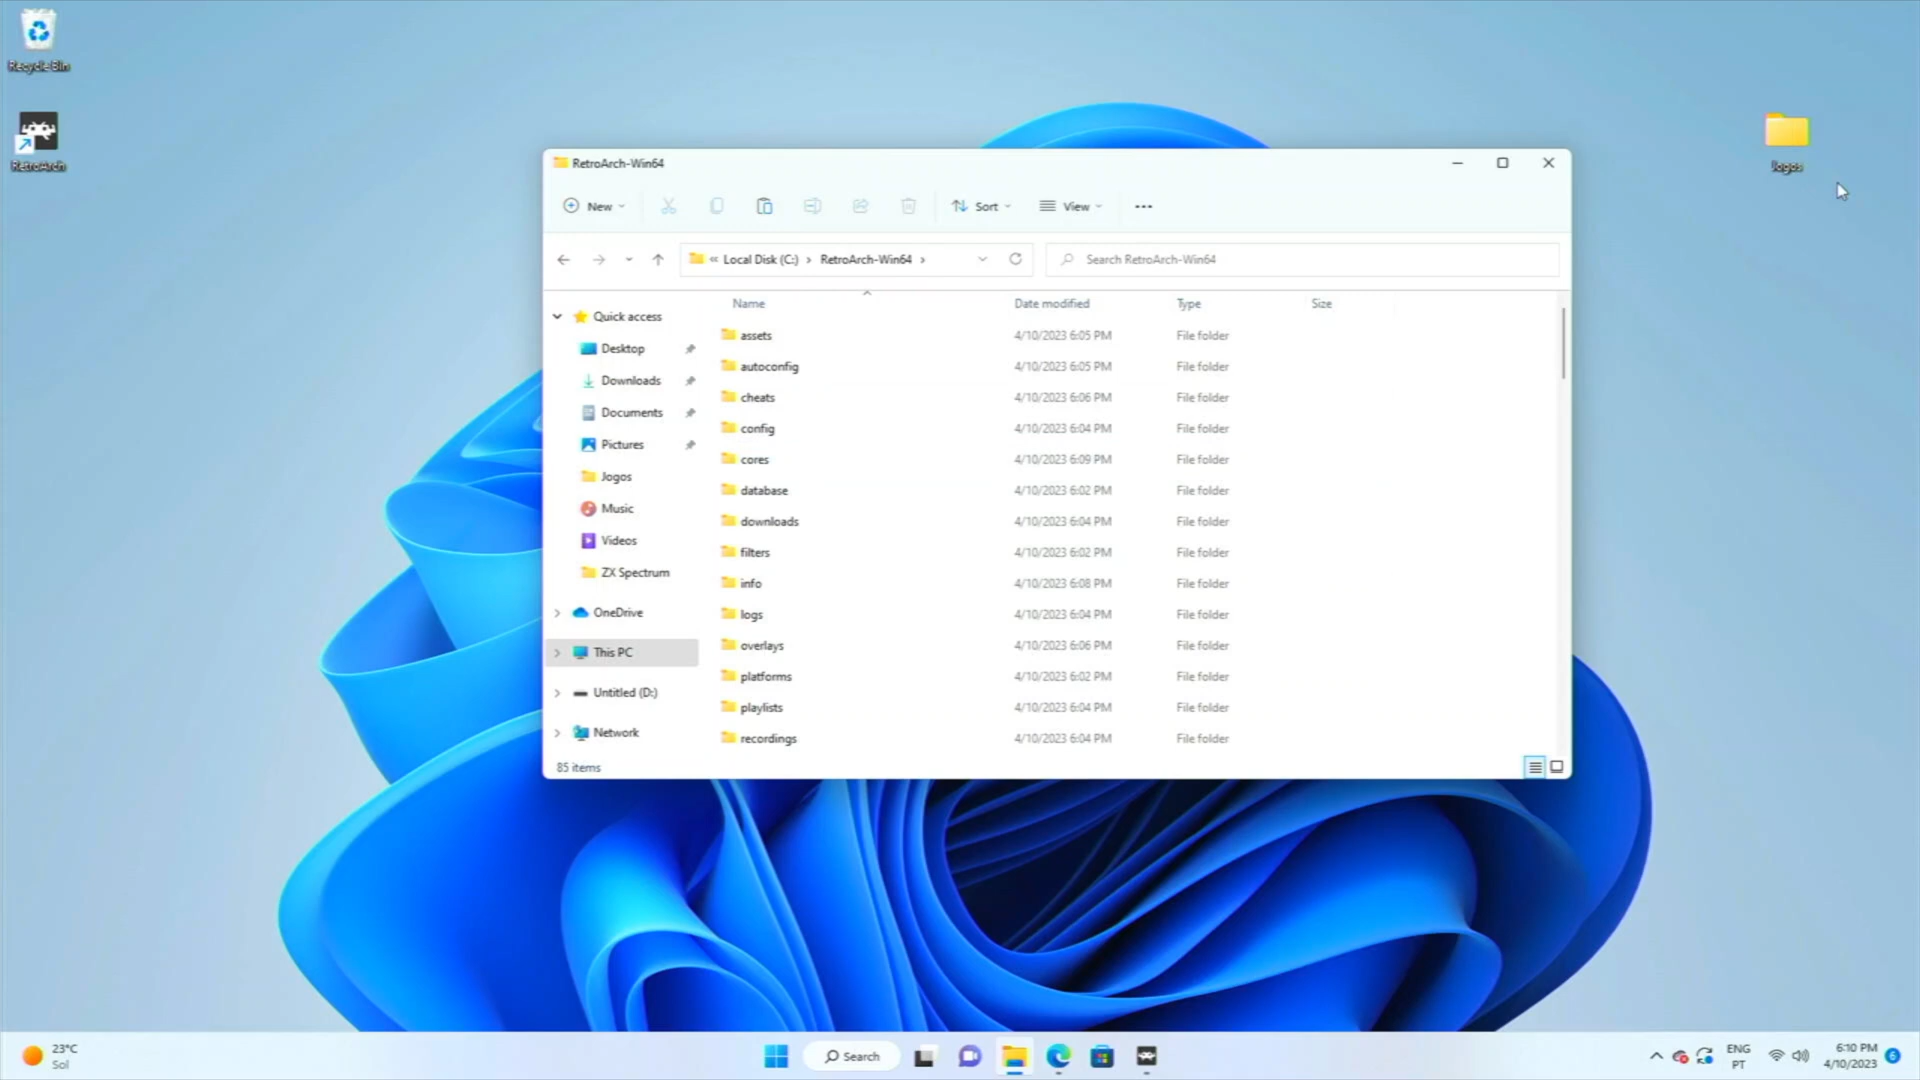 Recycle Bin
RetroArch
Jogos
RetroArch-Win64
New
Sort
View
« Local Disk (C:) › RetroArch-Win64 ›
Search RetroArch-Win64
Name Date modified Type Size
Quick access
Desktop
Downloads
Documents
Pictures
Jogos
Music
Videos
ZX Spectrum
OneDrive
This PC
Untitled (D:)
Network
assets 4/10/2023 6:05 PM File folder
autoconfig 4/10/2023 6:05 PM File folder
cheats 4/10/2023 6:06 PM File folder
config 4/10/2023 6:04 PM File folder
cores 4/10/2023 6:09 PM File folder
database 4/10/2023 6:02 PM File folder
downloads 4/10/2023 6:04 PM File folder
filters 4/10/2023 6:02 PM File folder
info 4/10/2023 6:08 PM File folder
logs 4/10/2023 6:04 PM File folder
overlays 4/10/2023 6:06 PM File folder
platforms 4/10/2023 6:02 PM File folder
playlists 4/10/2023 6:04 PM File folder
recordings 4/10/2023 6:04 PM File folder
85 items
23°C
Sol
Search
ENG
PT
6:10 PM
4/10/2023
6